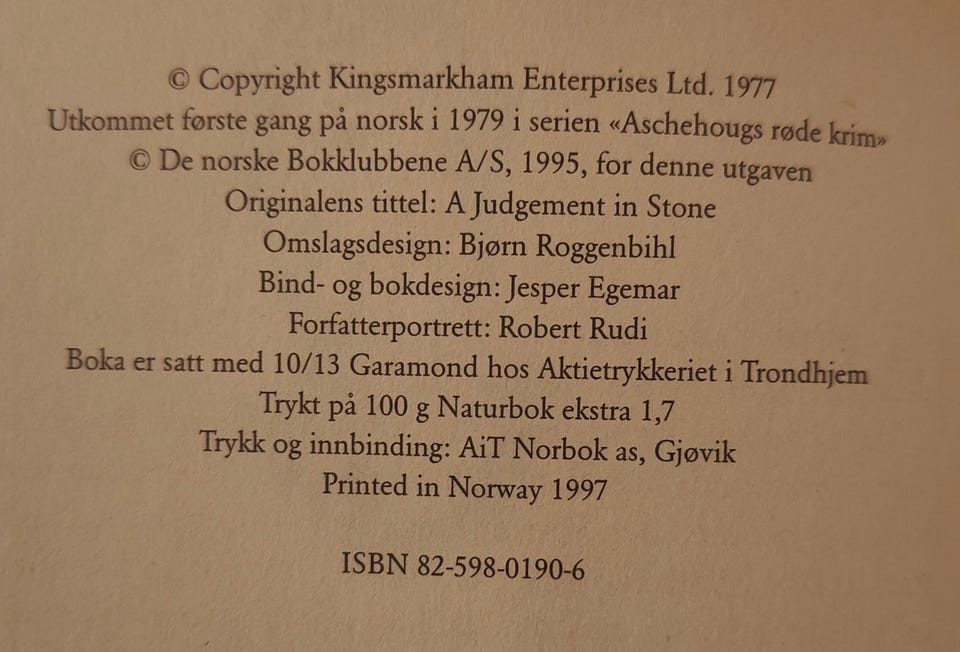 © Copyright Kingsmarkham Enterprises Ltd. 1977
Utkommet første gang på norsk i 1979 i serien «Aschehougs røde krim»
© De norske Bokklubbene A/S, 1995, for denne utgaven
Originalens tittel: A Judgement in Stone
Omslagsdesign: Bjørn Roggenbihl
Bind- og bokdesign: Jesper Egemar
Forfatterportrett: Robert Rudi
Boka er satt med 10/13 Garamond hos Aktietrykkeriet i Trondhjem
Trykt på 100 g Naturbok ekstra 1,7
Trykk og innbinding: AiT Norbok as, Gjøvik
Printed in Norway 1997
ISBN 82-598-0190-6